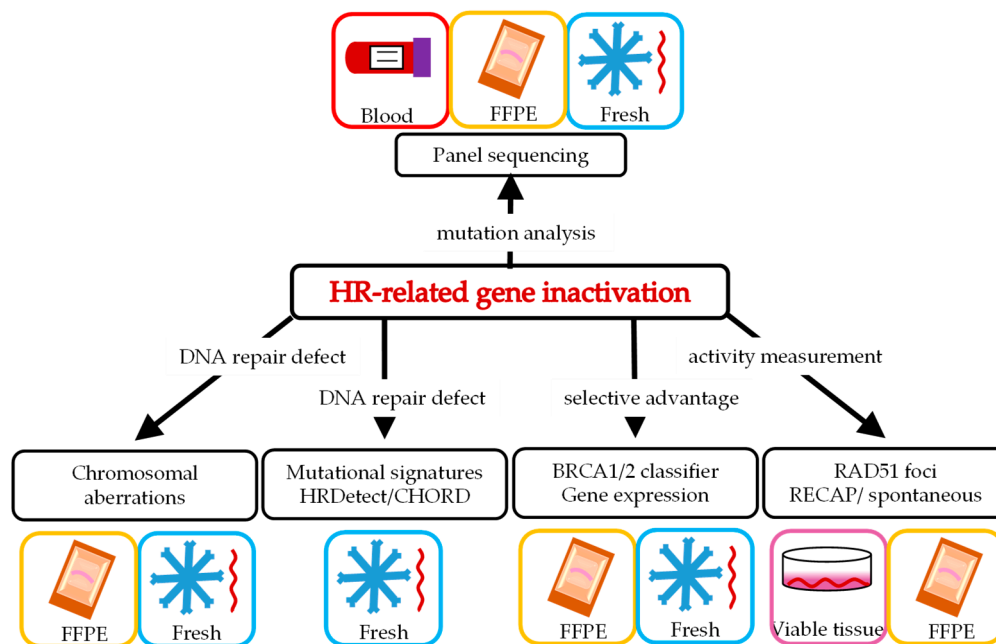 Blood
FFPE
Fresh
Panel sequencing
mutation analysis
HR-related gene inactivation
DNA repair defect
activity measurement
DNA repair defect
selective advantage
Chromosomal
aberrations
Mutational signatures
HRDetect/CHORD
BRCA1/2 classifier
Gene expression
RAD51 foci
RECAP/ spontaneous
FFPE
Fresh
Fresh
FFPE
Fresh
Viable tissue
FFPE